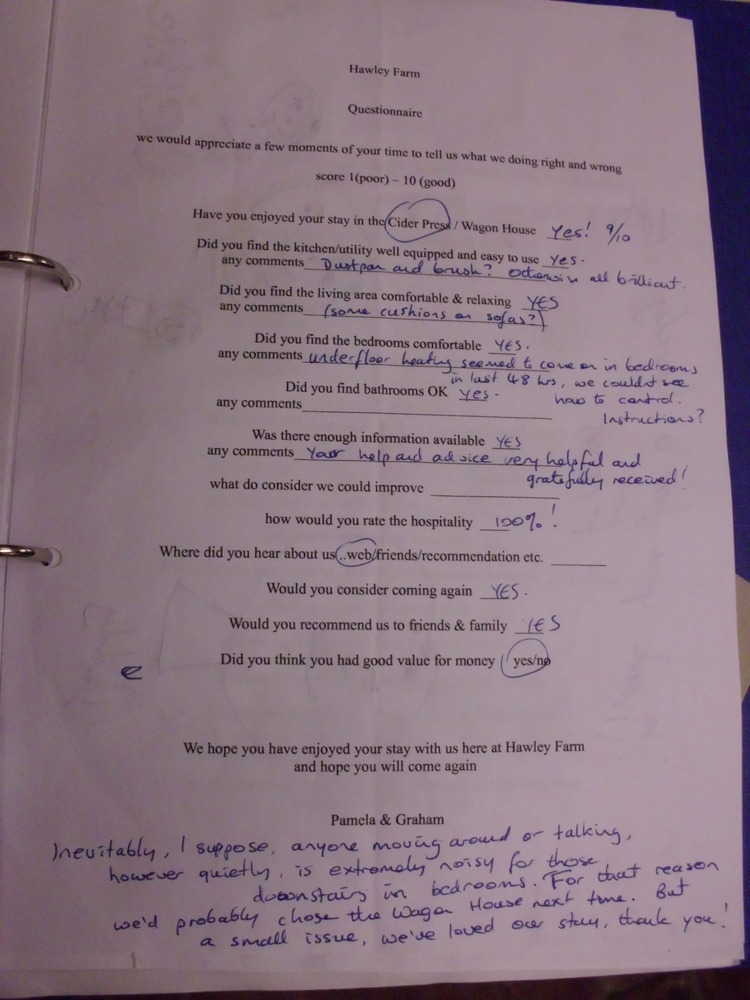 Hawley Farm
Questionnaire
we would appreciate a few moments of your time to tell us what we doing right and wrong
score 1(poor) – 10 (good)
Have you enjoyed your stay in the Cider Press / Wagon House Yes! 9/10
Did you find the kitchen/utility well equipped and easy to use yes.
any comments Dustpan and brush? Otherwise all brilliant.
Did you find the living area comfortable & relaxing YES
any comments (some cushions on sofas?)
Did you find the bedrooms comfortable YES.
any comments underfloor heating seemed to come on in bedrooms
in last 48 hrs, we couldn't see
Did you find bathrooms OK yes.
how to control.
any comments
Instructions?
Was there enough information available YES
any comments Your help and advice very helpful and
gratefully received!
what do consider we could improve
how would you rate the hospitality 100%!
Where did you hear about us ..web/friends/recommendation etc.
Would you consider coming again YES.
Would you recommend us to friends & family YES
Did you think you had good value for money yes/no
We hope you have enjoyed your stay with us here at Hawley Farm
and hope you will come again
Pamela & Graham
Inevitably, I suppose, anyone moving around or talking,
however quietly, is extremely noisy for those
downstairs in bedrooms. For that reason
we'd probably chose the Wagon House next time. But
a small issue, we've loved our stay, thank you!